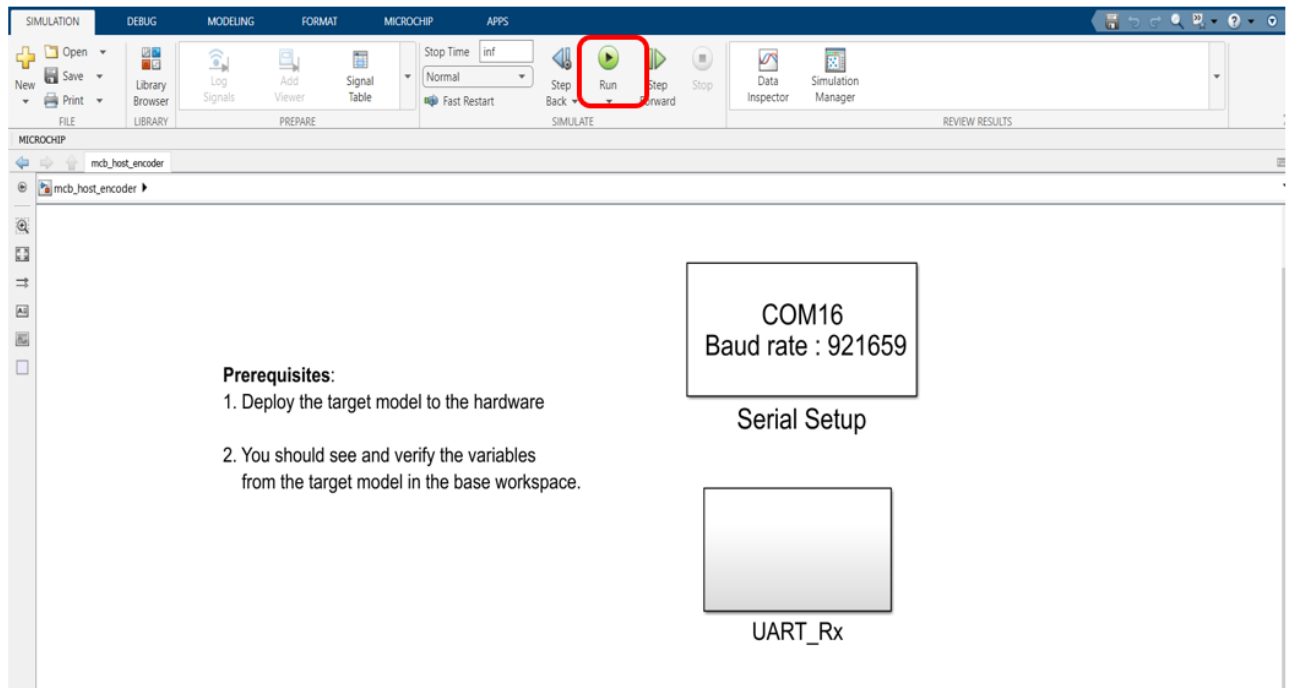 SIMULATION DEBUG MODELING FORMAT MICROCHIP APPS
New
Open
Save
Print
FILE
Library
Browser
LIBRARY
Log
Signals
Add
Viewer
Signal
Table
PREPARE
Stop Time inf
Normal
Fast Restart
Step
Back
Run
Step
Forward
Stop
SIMULATE
Data
Inspector
Simulation
Manager
REVIEW RESULTS
MICROCHIP
mcb_host_encoder
mcb_host_encoder
COM16
Baud rate : 921659
Serial Setup
Prerequisites:
1. Deploy the target model to the hardware
2. You should see and verify the variables
from the target model in the base workspace.
UART_Rx